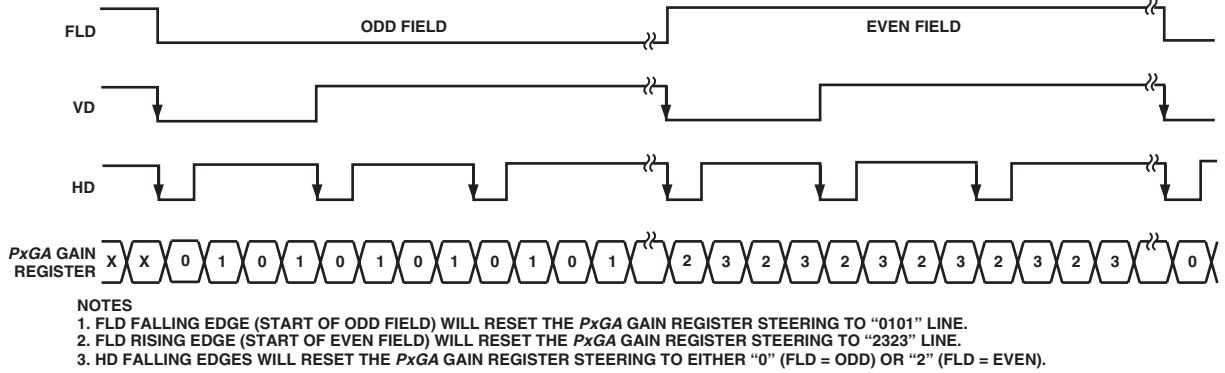 FLD ODD FIELD EVEN FIELD
VD
HD
PxGA GAIN
REGISTER X X 0 1 0 1 0 1 0 1 0 1 0 1 2 3 2 3 2 3 2 3 2 3 2 3 0
NOTES
1. FLD FALLING EDGE (START OF ODD FIELD) WILL RESET THE PxGA GAIN REGISTER STEERING TO “0101” LINE.
2. FLD RISING EDGE (START OF EVEN FIELD) WILL RESET THE PxGA GAIN REGISTER STEERING TO “2323” LINE.
3. HD FALLING EDGES WILL RESET THE PxGA GAIN REGISTER STEERING TO EITHER “0” (FLD = ODD) OR “2” (FLD = EVEN).